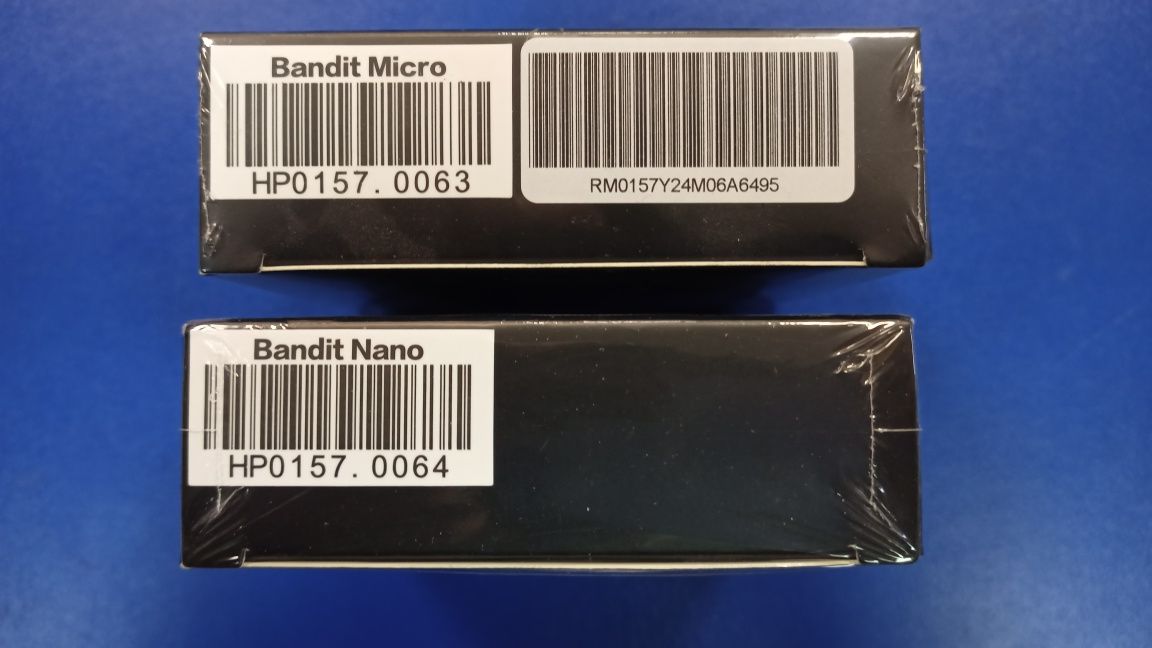 Bandit Micro
HP0157.0063
RM0157Y24M06A6495
Bandit Nano
HP0157.0064